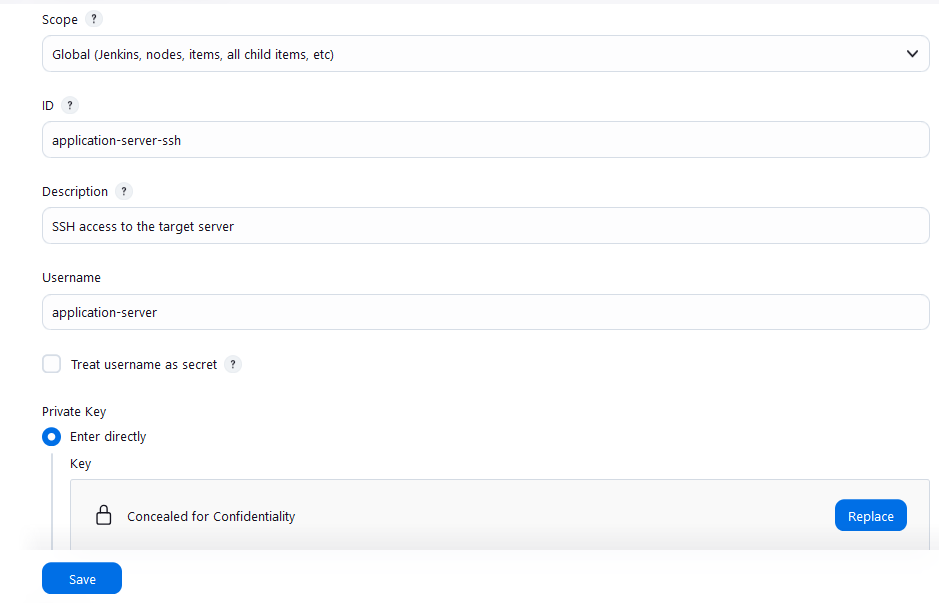 Scope ?
Global (Jenkins, nodes, items, all child items, etc)
ID ?
application-server-ssh
Description ?
SSH access to the target server
Username
application-server
Treat username as secret ?
Private Key
Enter directly
Key
Concealed for Confidentiality
Replace
Save